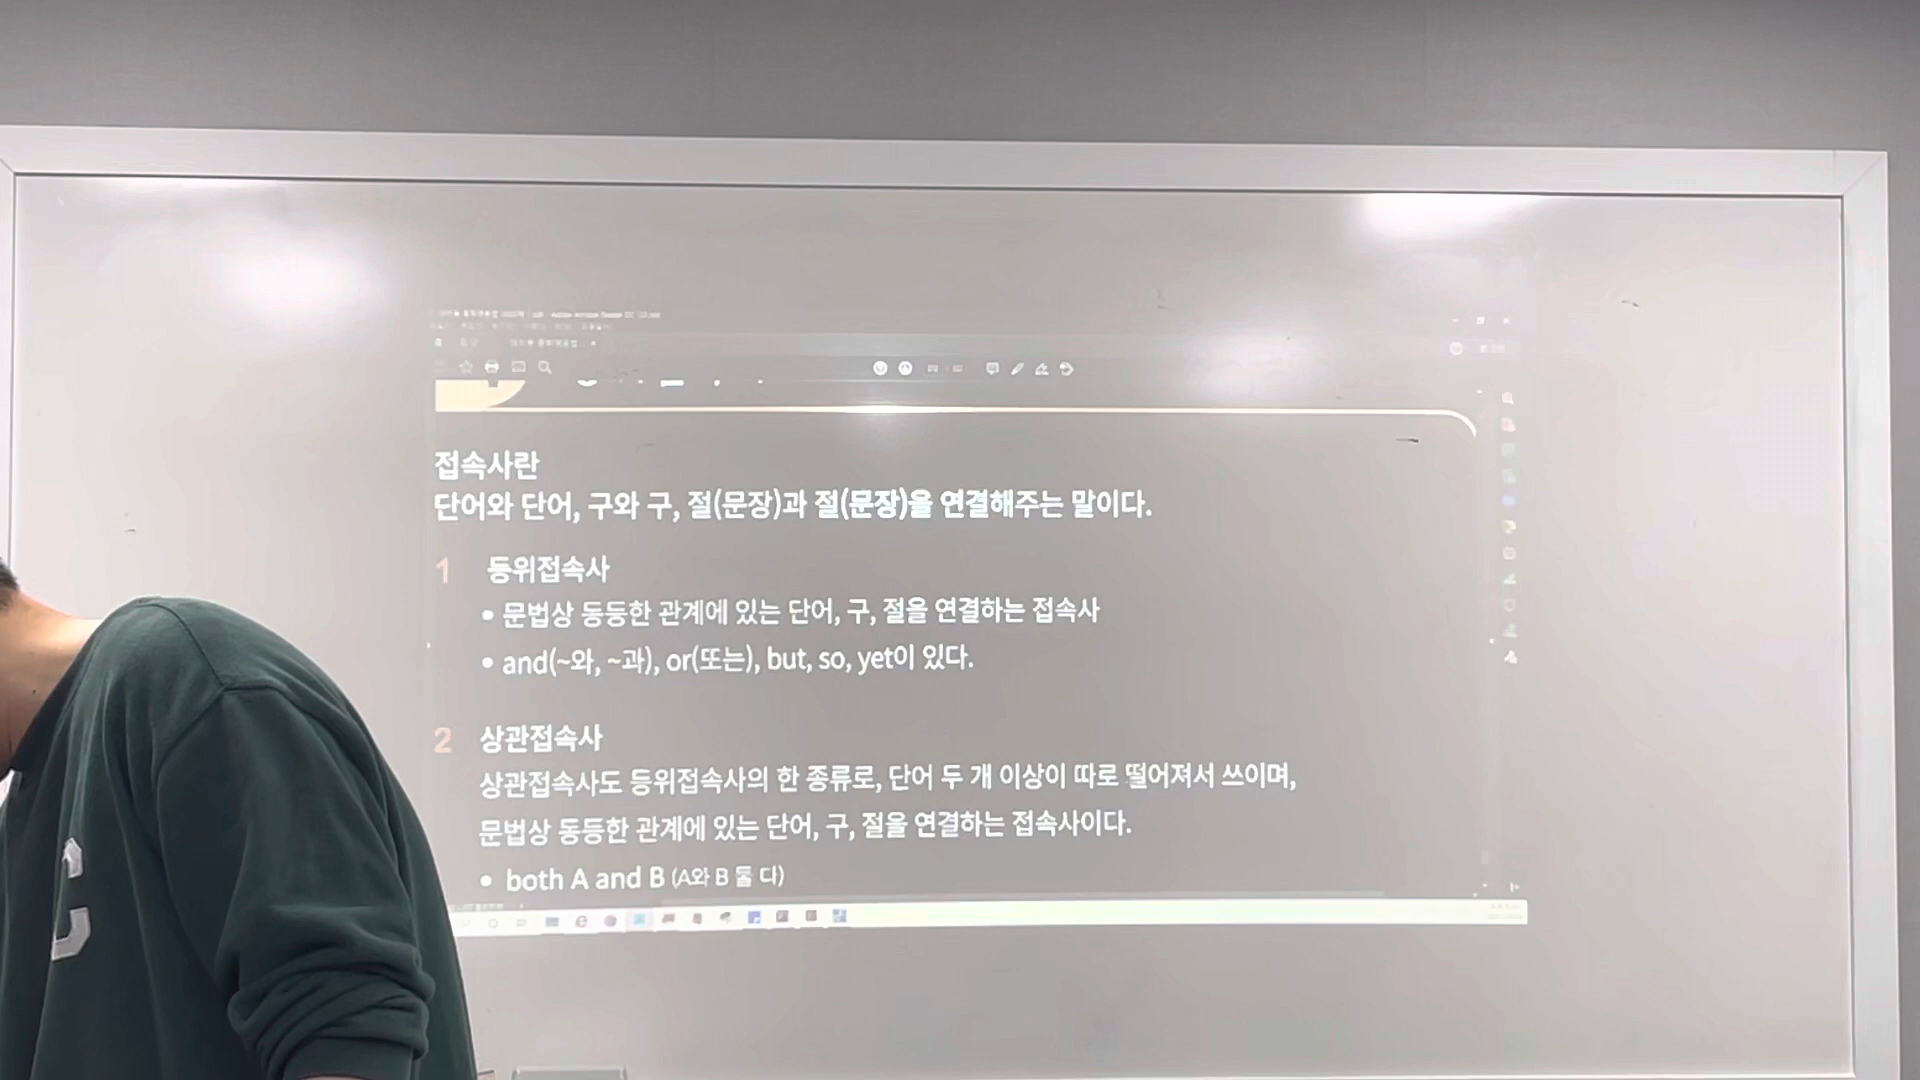 접속사란
단어와 단어, 구와 구, 절(문장)과 절(문장)을 연결해주는 말이다.
1 등위접속사
• 문법상 동등한 관계에 있는 단어, 구, 절을 연결하는 접속사
• and(~와, ~과), or(또는), but, so, yet이 있다.
2 상관접속사
상관접속사도 등위접속사의 한 종류로, 단어 두 개 이상이 따로 떨어져서 쓰이며,
문법상 동등한 관계에 있는 단어, 구, 절을 연결하는 접속사이다.
• both A and B (A와 B 둘 다)